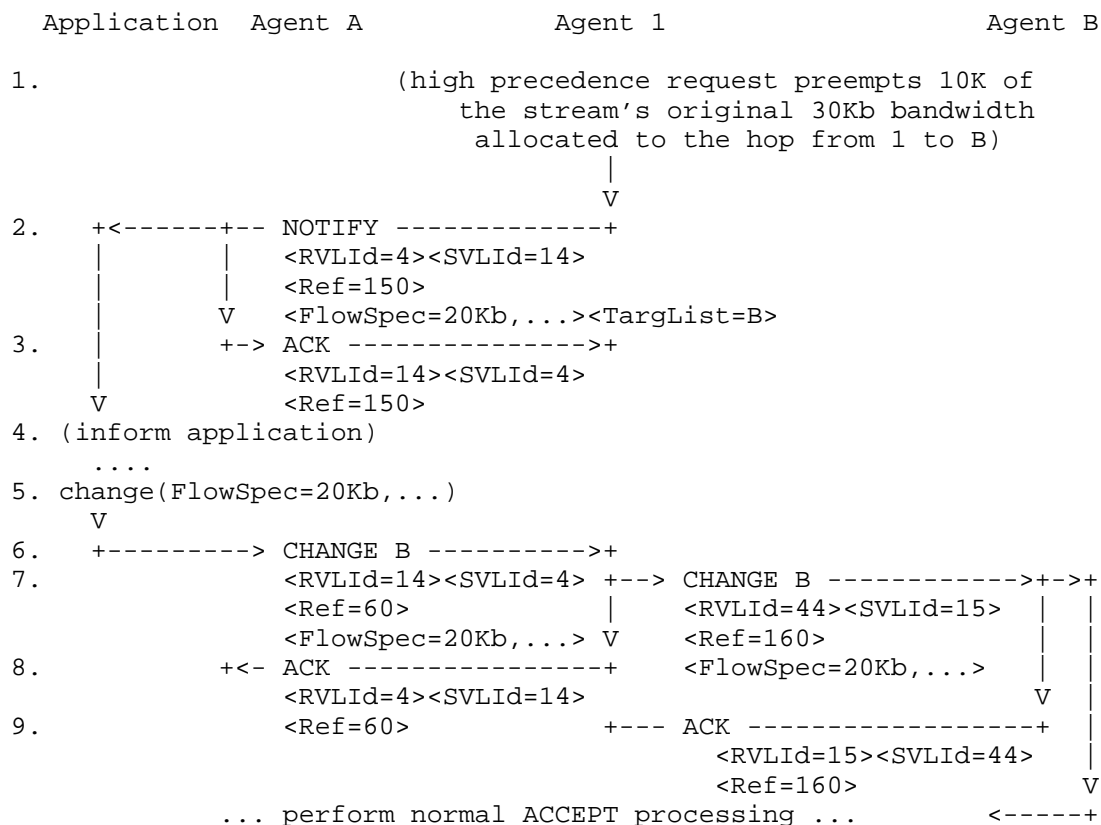 Application  Agent A            Agent 1                    Agent B

1.                       (high precedence request preempts 10K of
                             the stream's original 30Kb bandwidth
                              allocated to the hop from 1 to B)
                                       |
                                       V
2.   +<------+-- NOTIFY -------------+
     |       |   <RVLId=4><SVLId=14>
     |       |   <Ref=150>
     |       V   <FlowSpec=20Kb,...><TargList=B>
3.   |       +-> ACK --------------->+
     |           <RVLId=14><SVLId=4>
     V           <Ref=150>
4. (inform application)
     ....
5. change(FlowSpec=20Kb,...)
     V
6.   +---------> CHANGE B ---------->+
7.               <RVLId=14><SVLId=4> +--> CHANGE B ------------>+->+
                 <Ref=60>            |    <RVLId=44><SVLId=15>  |  |
                 <FlowSpec=20Kb,...> V    <Ref=160>             |  |
8.           +<- ACK ----------------+    <FlowSpec=20Kb,...>   |  |
                 <RVLId=4><SVLId=14>                            V  |
9.               <Ref=60>            +--- ACK ------------------+  |
                                            <RVLId=15><SVLId=44>   |
                                            <Ref=160>              V
             ... perform normal ACCEPT processing ...        <-----+